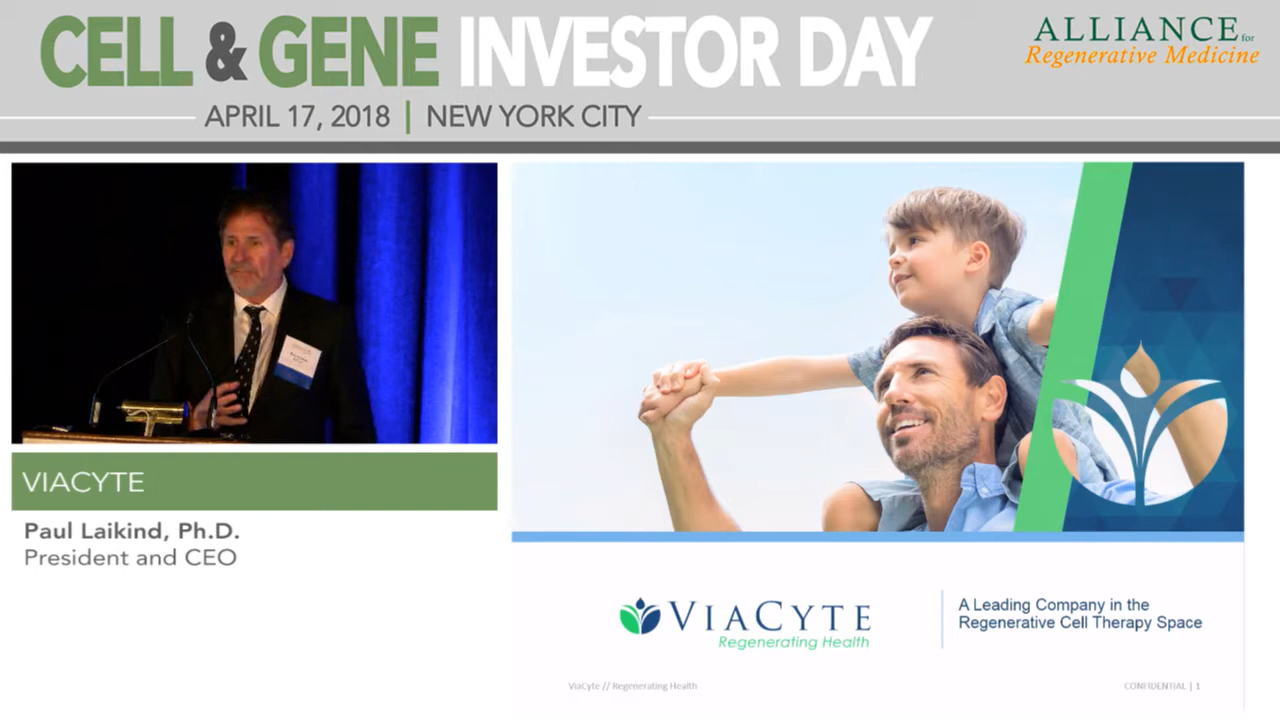 CELL & GENE INVESTOR DAY
APRIL 17, 2018 | NEW YORK CITY
ALLIANCE for
Regenerative Medicine
VIACYTE
Paul Laikind, Ph.D.
President and CEO
VIACYTE
Regenerating Health
A Leading Company in the
Regenerative Cell Therapy Space
ViaCyte // Regenerating Health
CONFIDENTIAL | 1